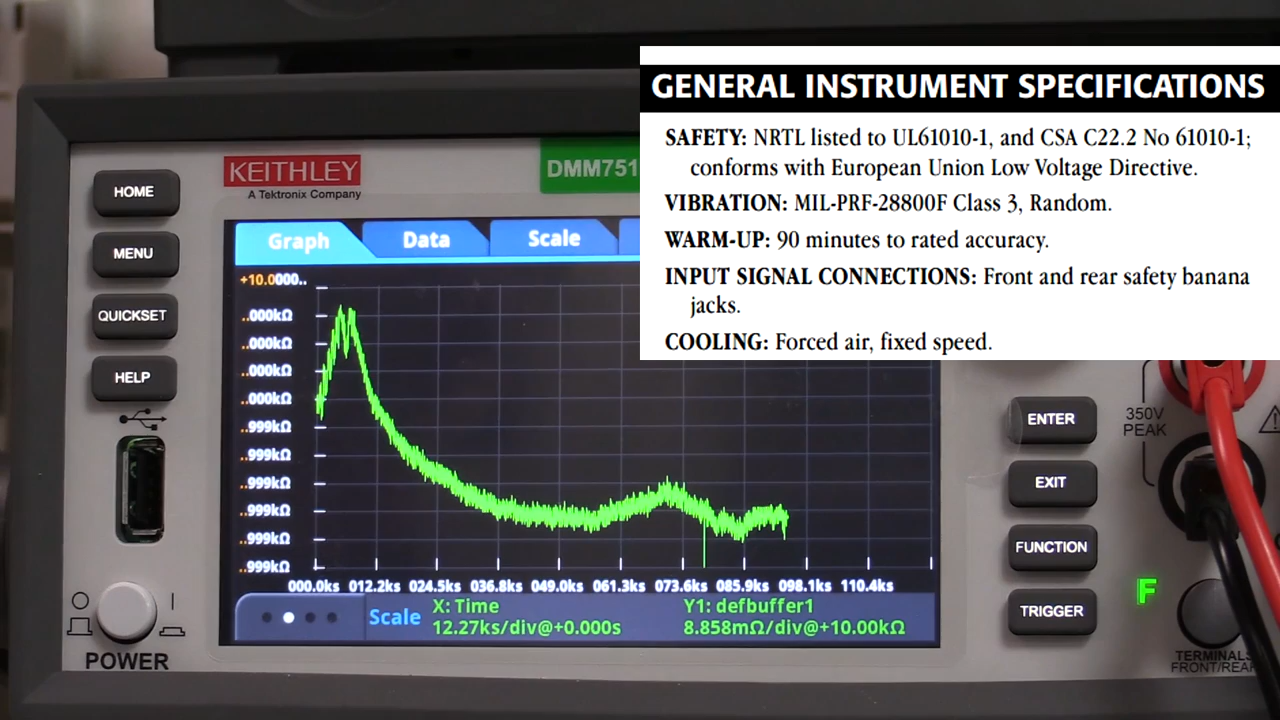 GENERAL INSTRUMENT SPECIFICATIONS
SAFETY: NRTL listed to UL61010-1, and CSA C22.2 No 61010-1;
conforms with European Union Low Voltage Directive.
VIBRATION: MIL-PRF-28800F Class 3, Random.
WARM-UP: 90 minutes to rated accuracy.
INPUT SIGNAL CONNECTIONS: Front and rear safety banana
jacks.
COOLING: Forced air, fixed speed.
KEITHLEY
A Tektronix Company
DMM751
HOME
MENU
QUICKSET
HELP
POWER
Graph Data Scale
+10.0000..
..000kΩ
..000kΩ
..000kΩ
..000kΩ
..999kΩ
..999kΩ
..999kΩ
..999kΩ
..999kΩ
..999kΩ
000.0ks 012.2ks 024.5ks 036.8ks 049.0ks 061.3ks 073.6ks 085.9ks 098.1ks 110.4ks
Scale
X: Time
12.27ks/div@+0.000s
Y1: defbuffer1
8.858mΩ/div@+10.00kΩ
ENTER
EXIT
FUNCTION
TRIGGER
350V
PEAK
F
TERMINALS
FRONT/REAR